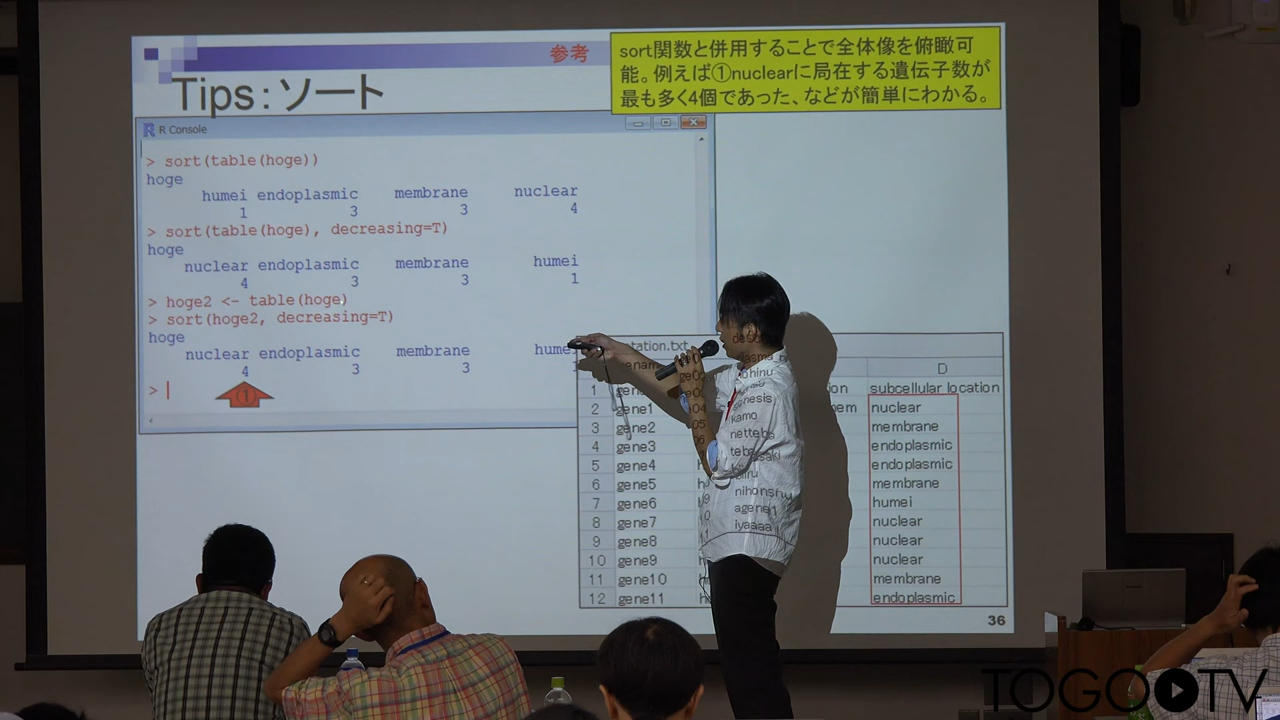 参考
Tips：ソート
sort関数と併用することで全体像を俯瞰可
能。例えば①nuclearに局在する遺伝子数が
最も多く4個であった、などが簡単にわかる。
R Console
> sort(table(hoge))
hoge
humei endoplasmic membrane nuclear
1 3 3 4
> sort(table(hoge), decreasing=T)
hoge
nuclear endoplasmic membrane humei
4 3 3 1
> hoge2 <- table(hoge)
> sort(hoge2, decreasing=T)
hoge
nuclear endoplasmic membrane
4 3 3
>
①
D
subcellular location
1
2 gene1 nuclear
3 gene2 membrane
4 gene3 endoplasmic
5 gene4 endoplasmic
6 gene5 membrane
7 gene6 humei
8 gene7 nuclear
9 gene8 nuclear
10 gene9 nuclear
11 gene10 membrane
12 gene11 endoplasmic
kamo
nihonshu
iyaaaa
36
TOGO TV